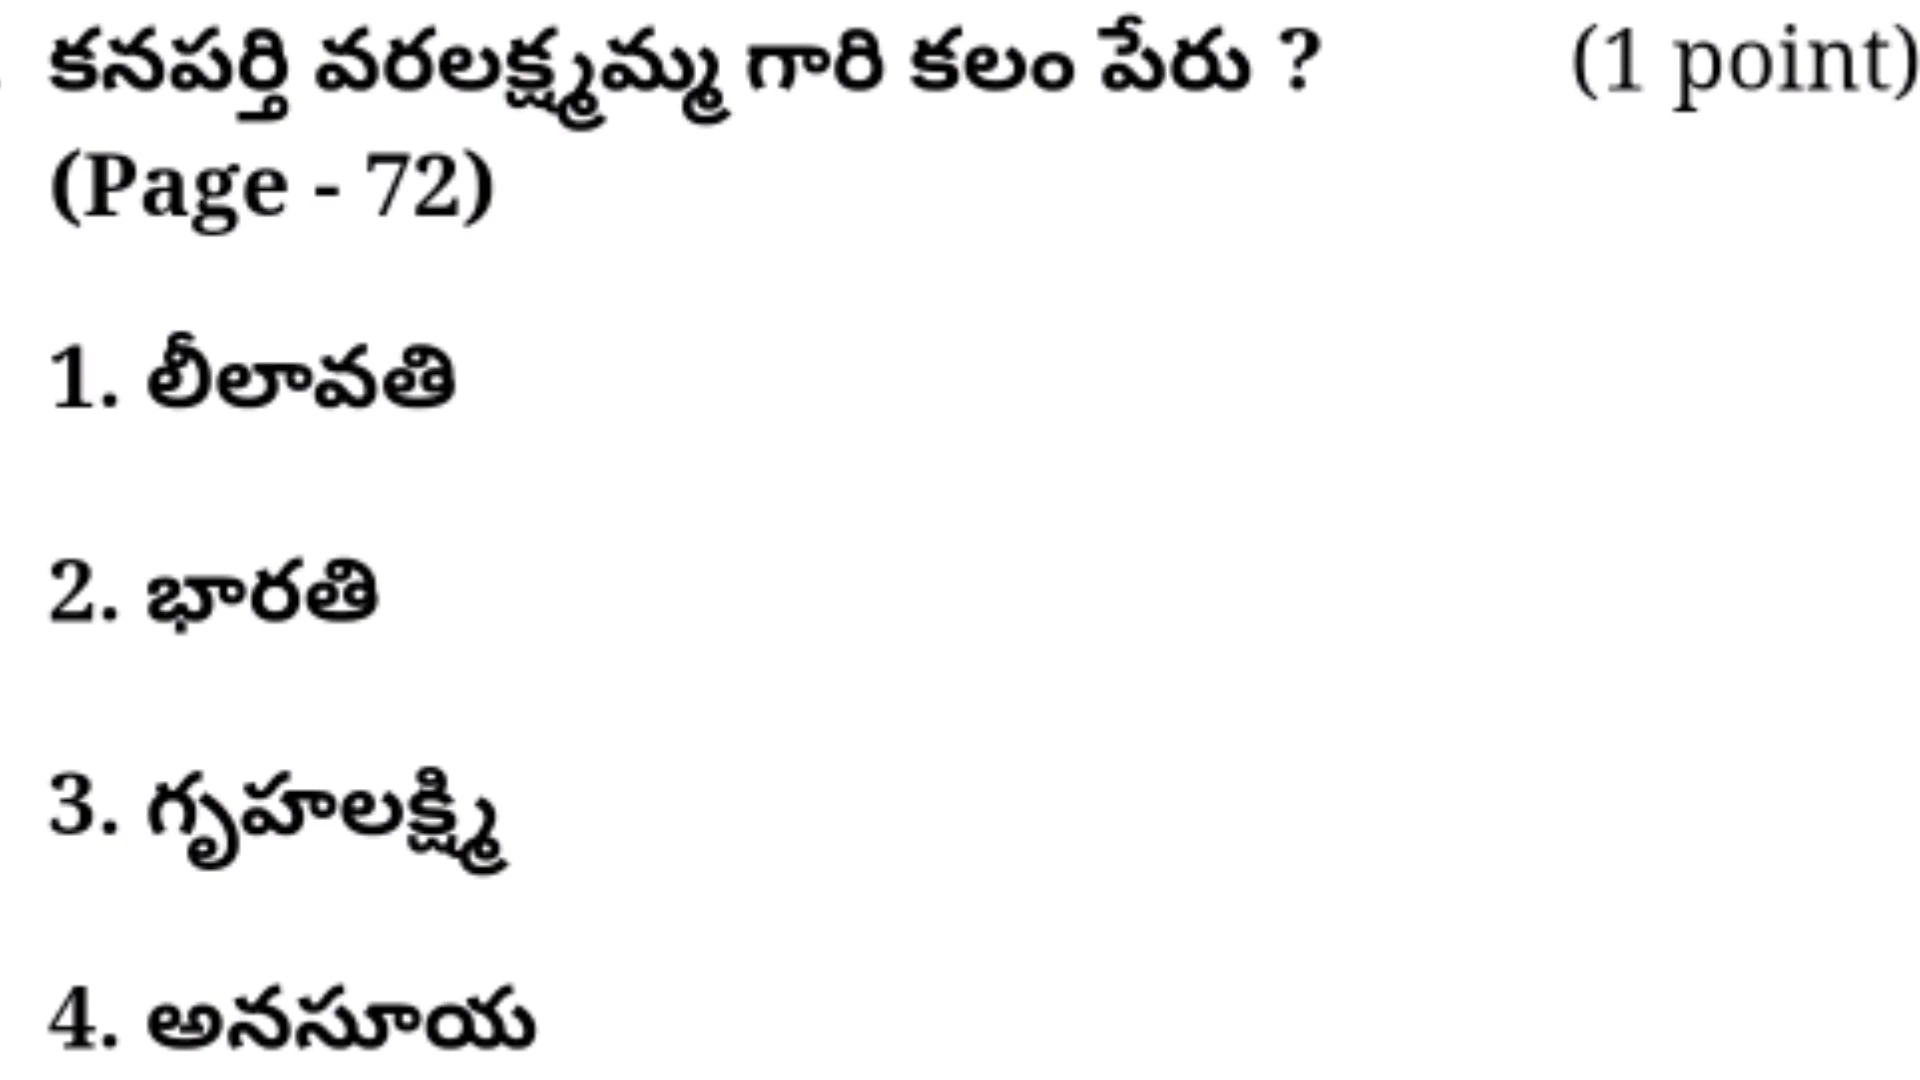 కనపర్తి వరలక్ష్మమ్మ గారి కలం పేరు ? (1 point)
(Page - 72)
1. లీలావతి
2. భారతి
3. గృహలక్ష్మి
4. అనసూయ